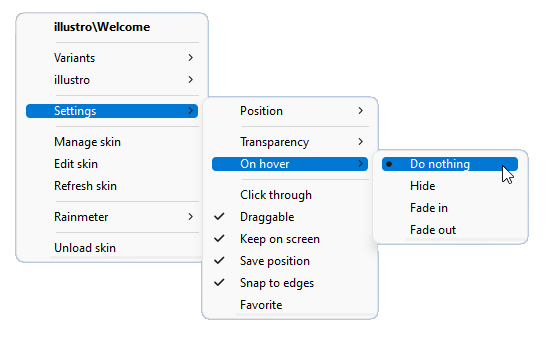 illustro\Welcome
Variants
illustro
Settings
Manage skin
Edit skin
Refresh skin
Rainmeter
Unload skin
Position
Transparency
On hover
Click through
Draggable
Keep on screen
Save position
Snap to edges
Favorite
Do nothing
Hide
Fade in
Fade out